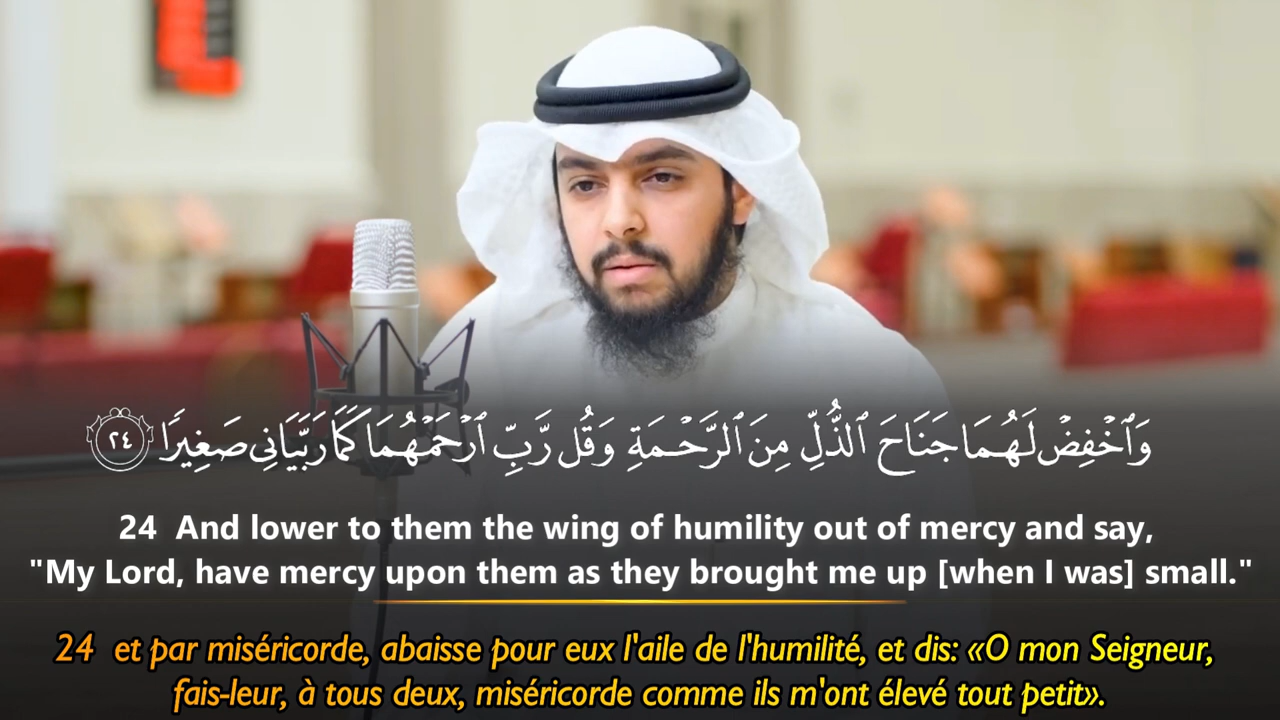 وَٱخْفِضْ لَهُمَا جَنَاحَ ٱلذُّلِّ مِنَ ٱلرَّحْمَةِ وَقُل رَّبِّ ٱرْحَمْهُمَا كَمَا رَبَّيَانِى صَغِيرًا ٢٤
24 And lower to them the wing of humility out of mercy and say,
"My Lord, have mercy upon them as they brought me up [when I was] small."
24 et par miséricorde, abaisse pour eux l'aile de l'humilité, et dis: «O mon Seigneur,
fais-leur, à tous deux, miséricorde comme ils m'ont élevé tout petit».